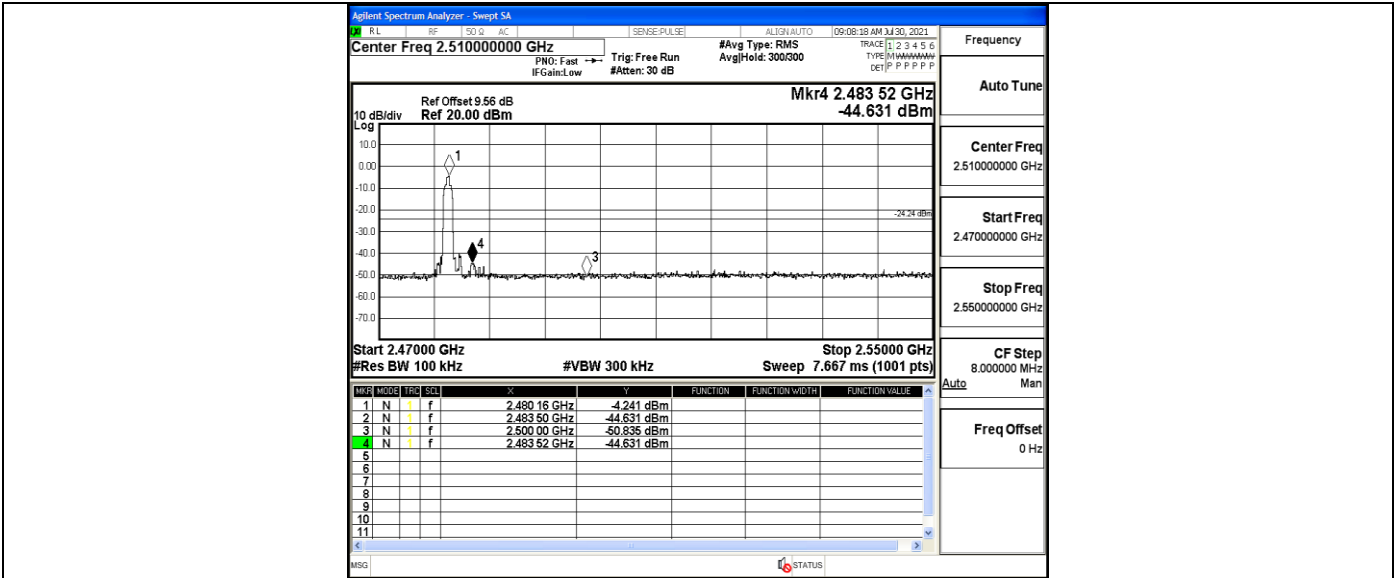 Agilent Spectrum Analyzer - Swept SA
LXI RL RF 50 Ω AC SENSE:PULSE ALIGNAUTO 09:08:18 AM Jul 30, 2021
Center Freq 2.510000000 GHz
PNO: Fast
IFGain:Low
Trig: Free Run
#Atten: 30 dB
#Avg Type: RMS
Avg|Hold: 300/300
TRACE 1 2 3 4 5 6
TYPE M WWWWW
DET P P P P P P
Frequency
Mkr4 2.483 52 GHz
-44.631 dBm
Ref Offset 9.56 dB
Ref 20.00 dBm
10 dB/div
Log
10.0
0.00
-10.0
-20.0
-30.0
-40.0
-50.0
-60.0
-70.0
1
4
3
-24.24 dBm
Start 2.47000 GHz Stop 2.55000 GHz
#Res BW 100 kHz #VBW 300 kHz Sweep 7.667 ms (1001 pts)
MKR MODE TRC SCL X Y FUNCTION FUNCTION WIDTH FUNCTION VALUE
1 N 1 f 2.480 16 GHz -4.241 dBm
2 N 1 f 2.483 50 GHz -44.631 dBm
3 N 1 f 2.500 00 GHz -50.835 dBm
4 N 1 f 2.483 52 GHz -44.631 dBm
5
6
7
8
9
10
11
MSG STATUS
Auto Tune
Center Freq
2.510000000 GHz
Start Freq
2.470000000 GHz
Stop Freq
2.550000000 GHz
CF Step
8.000000 MHz
Auto Man
Freq Offset
0 Hz